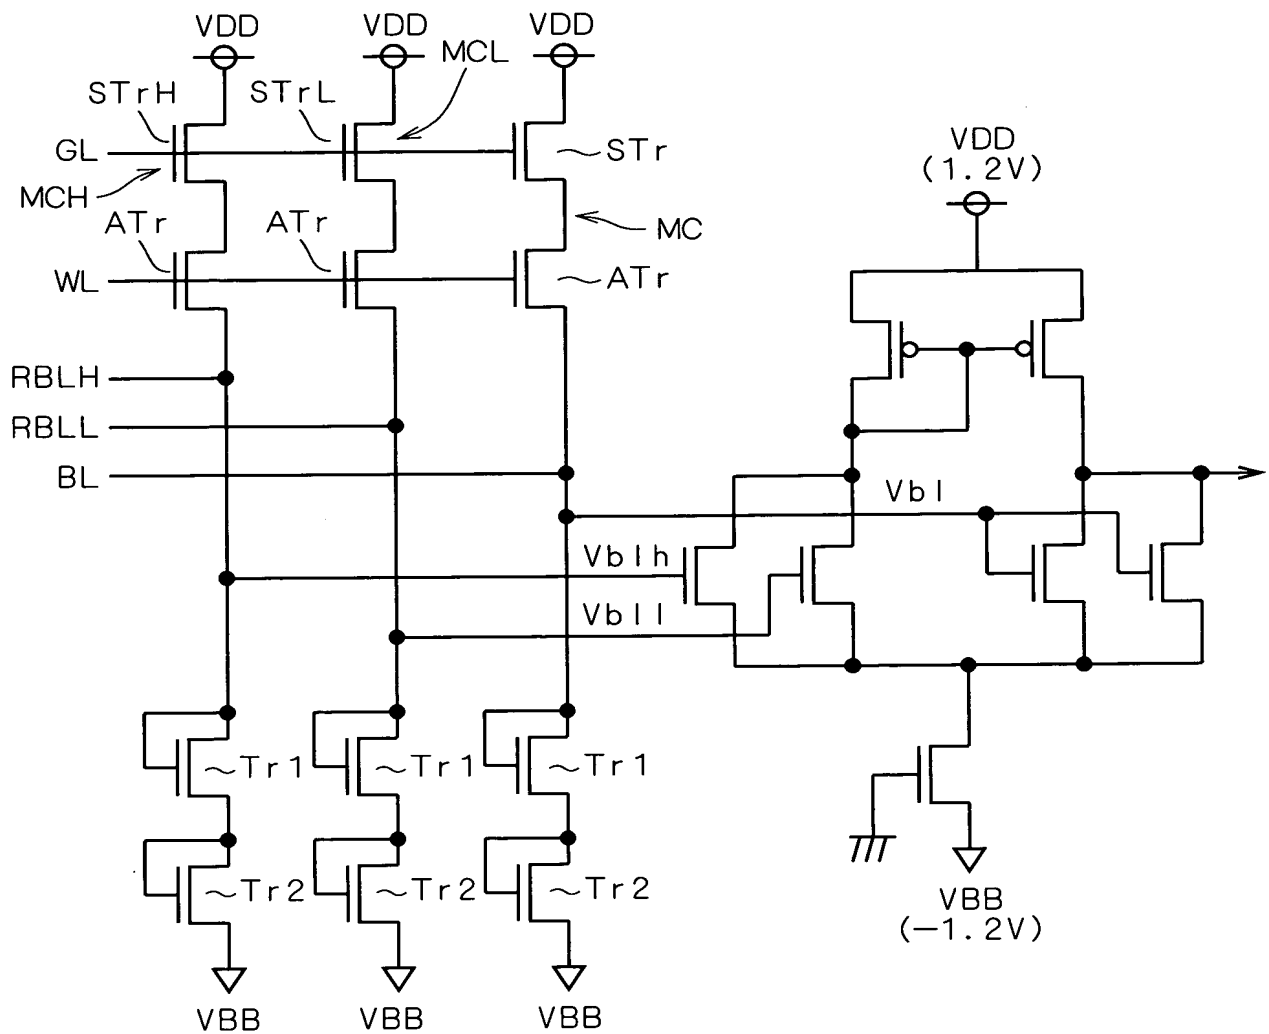 VDD
VDD
VDD
MCL
STrH
STrL
GL
STr
MCH
ATr
ATr
MC
WL
ATr
VDD
(1.2V)
RBLH
RBLL
BL
Vbl
Vblh
Vbll
Tr1
Tr1
Tr1
Tr2
Tr2
Tr2
VBB
(−1.2V)
VBB
VBB
VBB